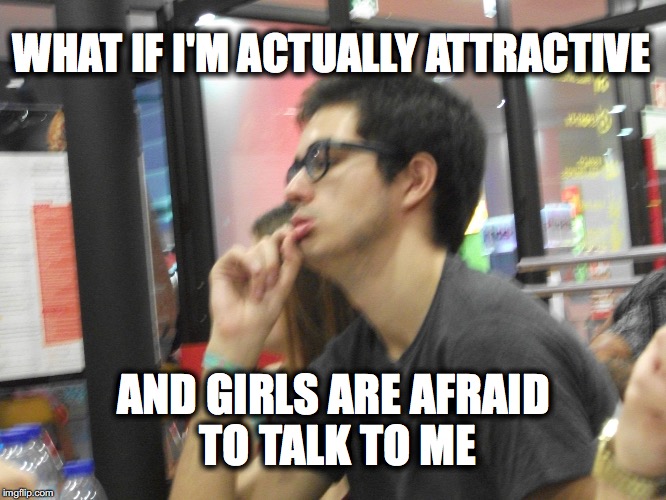 WHAT IF I'M ACTUALLY ATTRACTIVE
AND GIRLS ARE AFRAID
TO TALK TO ME
imgflip.com